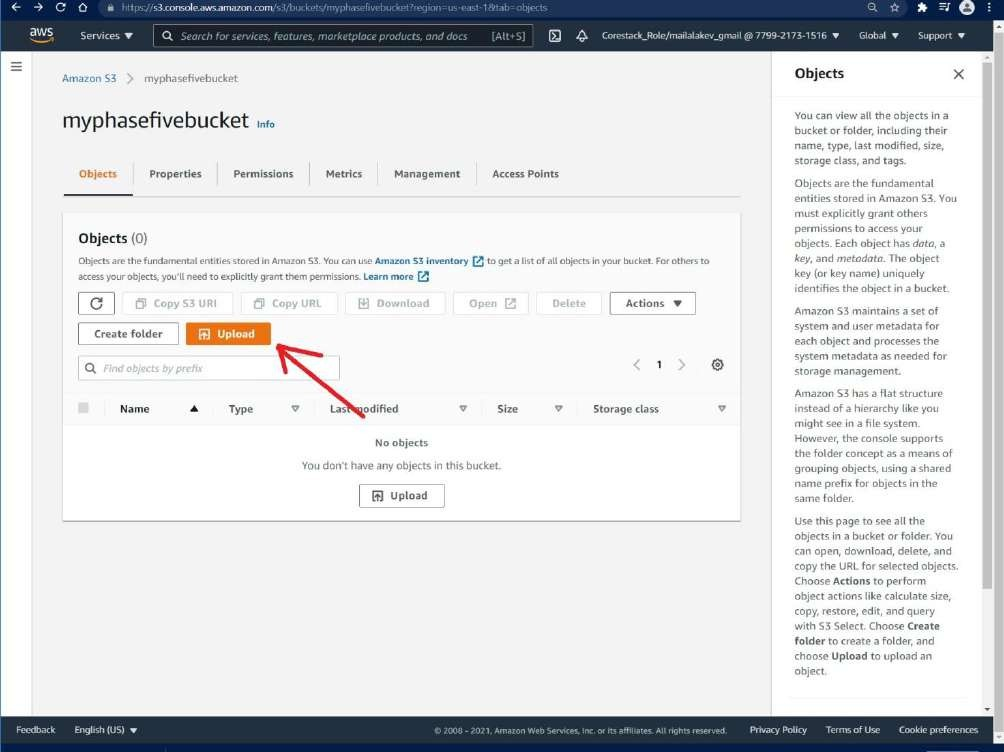 https://s3.console.aws.amazon.com/s3/buckets/myphasefivebucket?region=us-east-1&tab=objects
aws
Services
Search for services, features, marketplace products, and docs [Alt+S]
Corestack_Role/mailalakev_gmail @ 7799-2173-1516
Global
Support
Amazon S3 > myphasefivebucket
myphasefivebucket Info
Objects
Properties
Permissions
Metrics
Management
Access Points
Objects (0)
Objects are the fundamental entities stored in Amazon S3. You can use Amazon S3 inventory to get a list of all objects in your bucket. For others to
access your objects, you'll need to explicitly grant them permissions. Learn more
Copy S3 URI
Copy URL
Download
Open
Delete
Actions
Create folder
Upload
Find objects by prefix
1
Name
Type
Last modified
Size
Storage class
No objects
You don't have any objects in this bucket.
Upload
Objects
You can view all the objects in a
bucket or folder, including their
name, type, last modified, size,
storage class, and tags.
Objects are the fundamental
entities stored in Amazon S3. You
must explicitly grant others
permissions to access your
objects. Each object has data, a
key, and metadata. The object
key (or key name) uniquely
identifies the object in a bucket.
Amazon S3 maintains a set of
system and user metadata for
each object and processes the
system metadata as needed for
storage management.
Amazon S3 has a flat structure
instead of a hierarchy like you
might see in a file system.
However, the console supports
the folder concept as a means of
grouping objects, using a shared
name prefix for objects in the
same folder.
Use this page to see all the
objects in a bucket or folder. You
can open, download, delete, and
copy the URL for selected objects.
Choose Actions to perform
object actions like calculate size,
copy, restore, edit, and query
with S3 Select. Choose Create
folder to create a folder, and
choose Upload to upload an
object.
Feedback
English (US)
© 2008 - 2021, Amazon Web Services, Inc. or its affiliates. All rights reserved.
Privacy Policy
Terms of Use
Cookie preferences